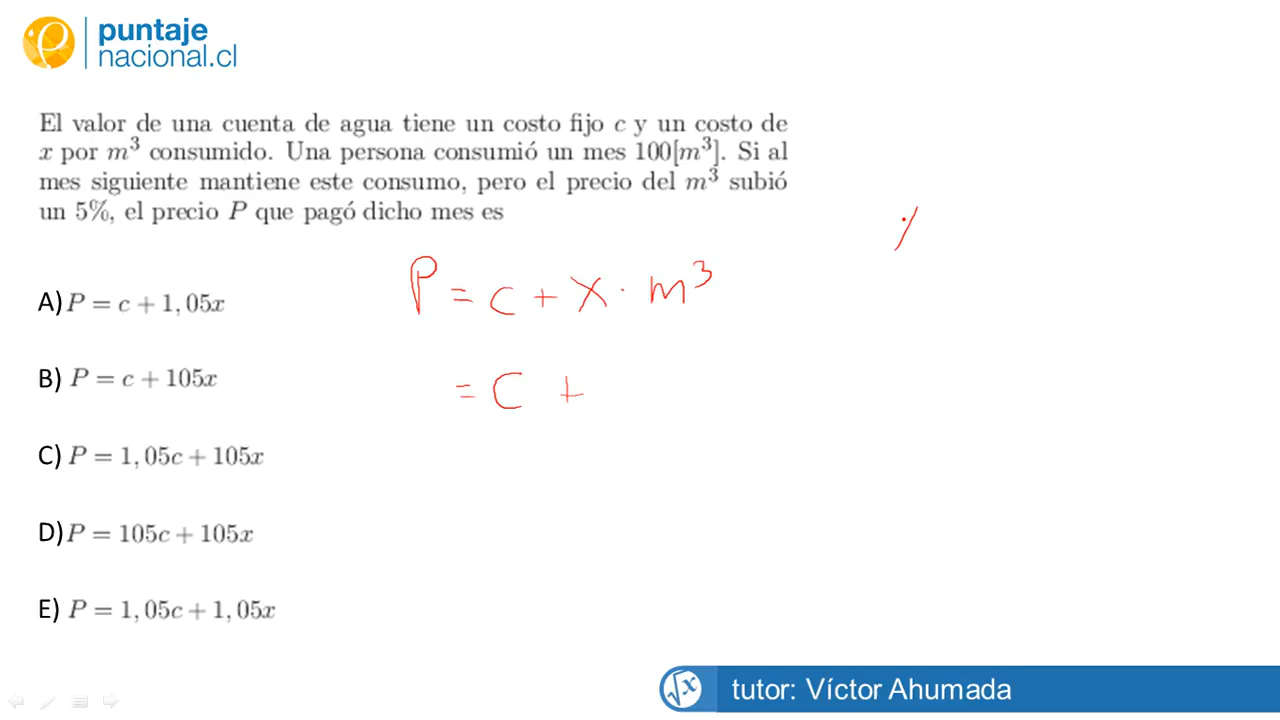 puntaje
nacional.cl
El valor de una cuenta de agua tiene un costo fijo c y un costo de
x por m³ consumido. Una persona consumió un mes 100[m³]. Si al
mes siguiente mantiene este consumo, pero el precio del m³ subió
un 5%, el precio P que pagó dicho mes es
P = c + x · m³
A) P = c + 1, 05x
= C +
B) P = c + 105x
C) P = 1, 05c + 105x
D) P = 105c + 105x
E) P = 1, 05c + 1, 05x
√x tutor: Víctor Ahumada